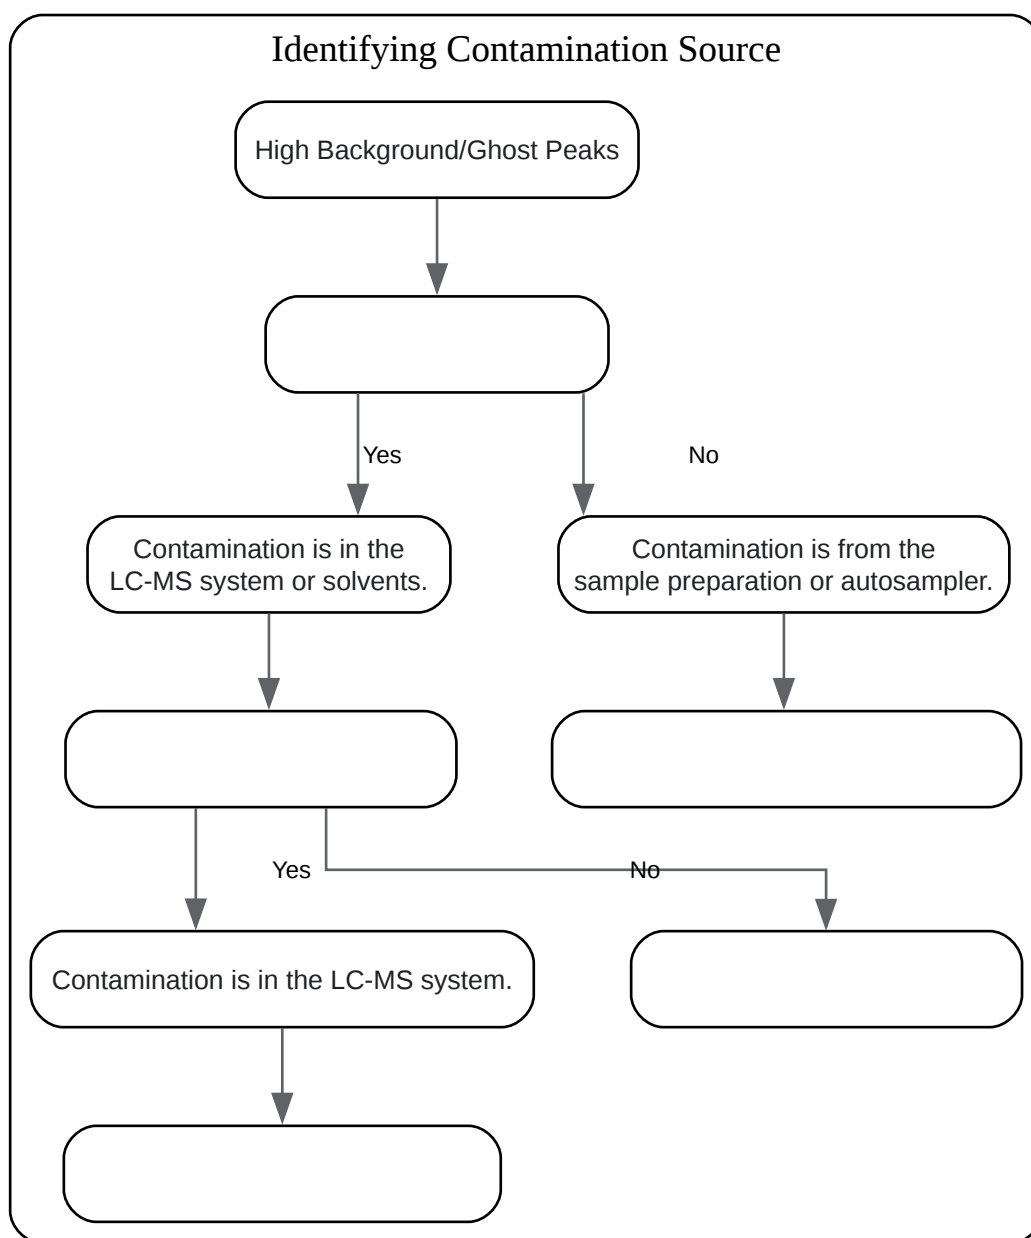 Identifying Contamination Source
High Background/Ghost Peaks
Yes
No
Contamination is in the
LC-MS system or solvents.
Contamination is from the
sample preparation or autosampler.
Yes
No
Contamination is in the LC-MS system.